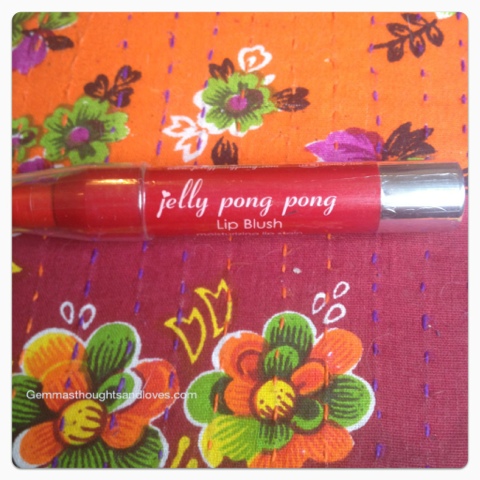 jelly pong pong
Lip Blush
Gemmasthoughtsandloves.com